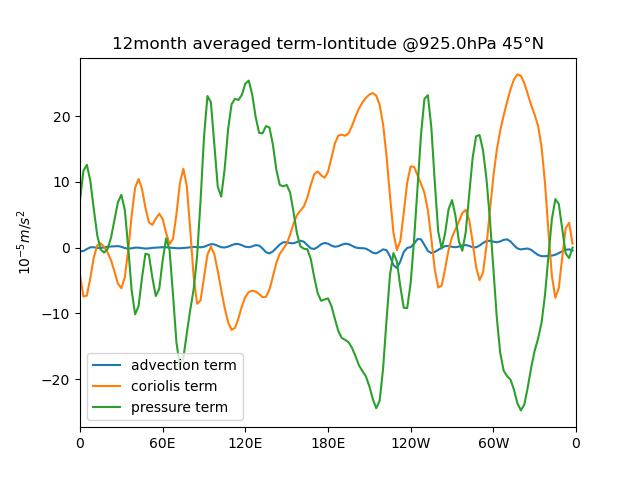 12month averaged term-lontitude @925.0hPa 45°N
10⁻⁵m/s²
20
10
0
−10
−20
advection term
coriolis term
pressure term
0 60E 120E 180E 120W 60W 0